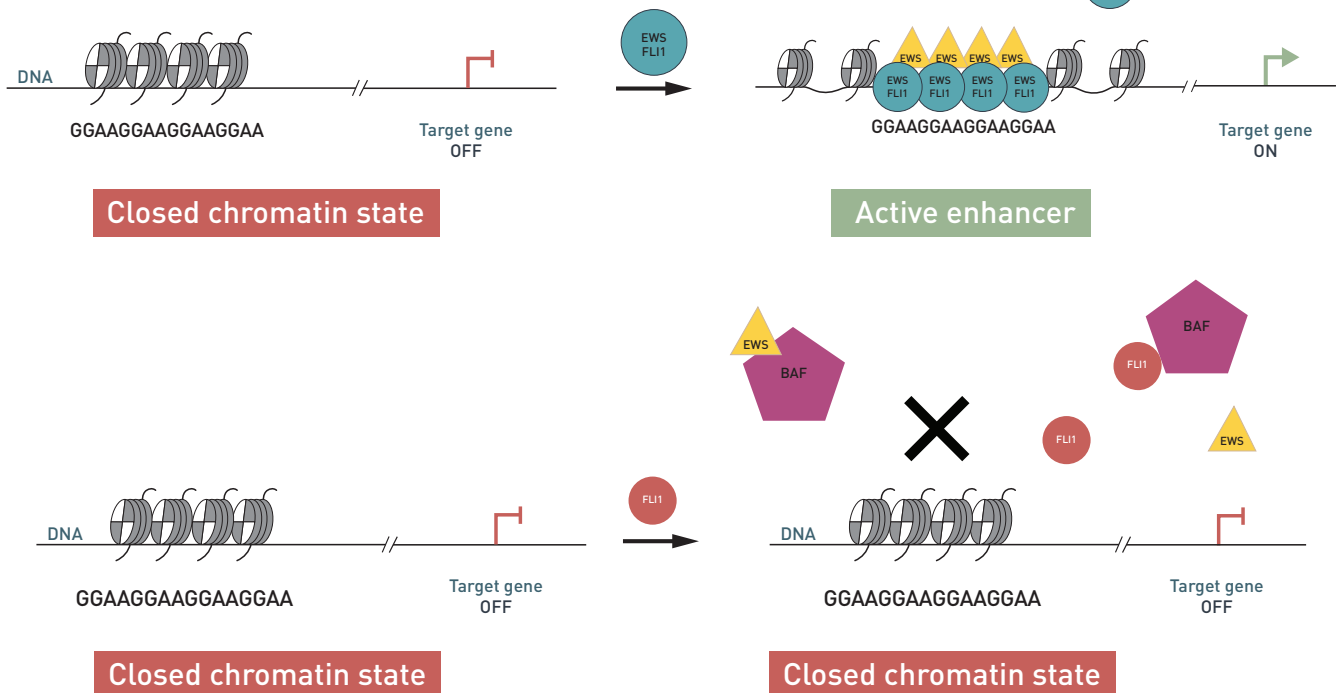 EWS
FLI1
DNA
EWS EWS EWS EWS
EWS EWS EWS EWS
FLI1 FLI1 FLI1 FLI1
GGAAGGAAGGAAGGAA
Target gene
OFF
GGAAGGAAGGAAGGAA
Target gene
ON
Closed chromatin state
Active enhancer
EWS
BAF
BAF
FLI1
FLI1
EWS
DNA
FLI1
DNA
GGAAGGAAGGAAGGAA
Target gene
OFF
GGAAGGAAGGAAGGAA
Target gene
OFF
Closed chromatin state
Closed chromatin state